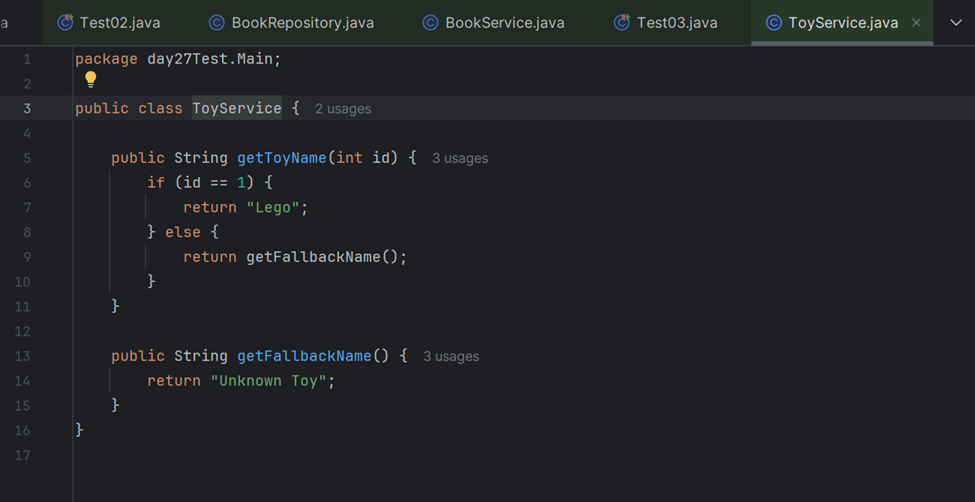 a Test02.java BookRepository.java BookService.java Test03.java ToyService.java
1 package day27Test.Main;
2
3 public class ToyService { 2 usages
4
5 public String getToyName(int id) { 3 usages
6 if (id == 1) {
7 return "Lego";
8 } else {
9 return getFallbackName();
10 }
11 }
12
13 public String getFallbackName() { 3 usages
14 return "Unknown Toy";
15 }
16 }
17